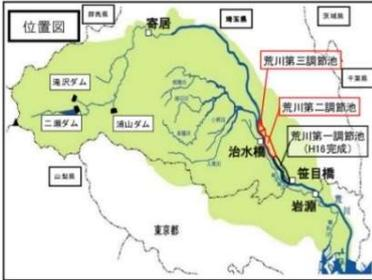 位置図
群馬県
寄居
埼玉県
茨城県
荒川第三調節池
千葉県
滝沢ダム
荒川第二調節池
荒川第一調節池
(H16完成)
二瀬ダム
浦山ダム
治水橋
笹目橋
山梨県
岩淵
荒川
東京都